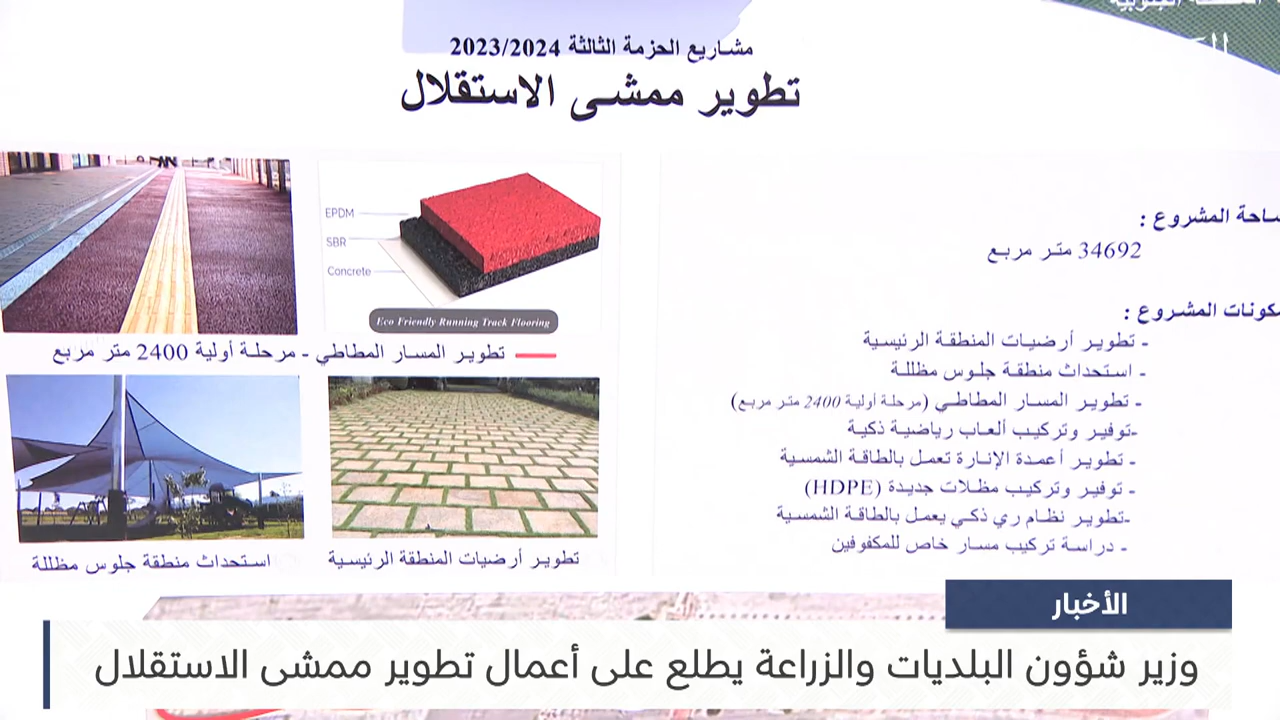 مشاريع الحزمة الثالثة 2023/2024
تطوير ممشى الاستقلال
المشروع :
34692 متر مربع
المشروع :
- تطوير أرضيات المنطقة الرئيسية
- استحداث منطقة جلوس مظللة
- تطوير المسار المطاطي (مرحلة أولية 2400 متر مربع)
-توفير وتركيب ألعاب رياضية ذكية
- تطوير أعمدة الإنارة تعمل بالطاقة الشمسية
- توفير وتركيب مظلات جديدة (HDPE)
-تطوير نظام ري ذكي يعمل بالطاقة الشمسية
- دراسة تركيب مسار خاص للمكفوفين
EPDM
SBR
Concrete
Eco Friendly Running Track Flooring
تطوير المسار المطاطي - مرحلة أولية 2400 متر مربع
تطوير أرضيات المنطقة الرئيسية
استحداث منطقة جلوس مظللة
الأخبار
وزير شؤون البلديات والزراعة يطلع على أعمال تطوير ممشى الاستقلال